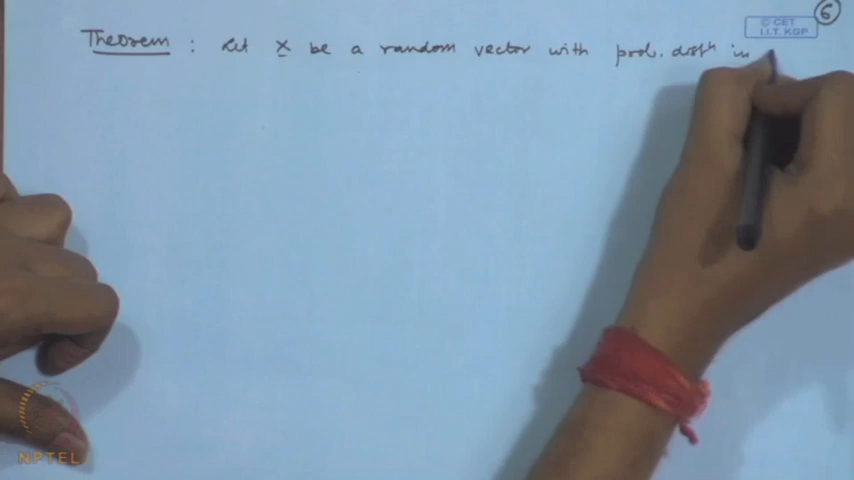 © CET
I.I.T. KGP
6
Theorem : Let X be a random vector with prob. distn in
NPTEL